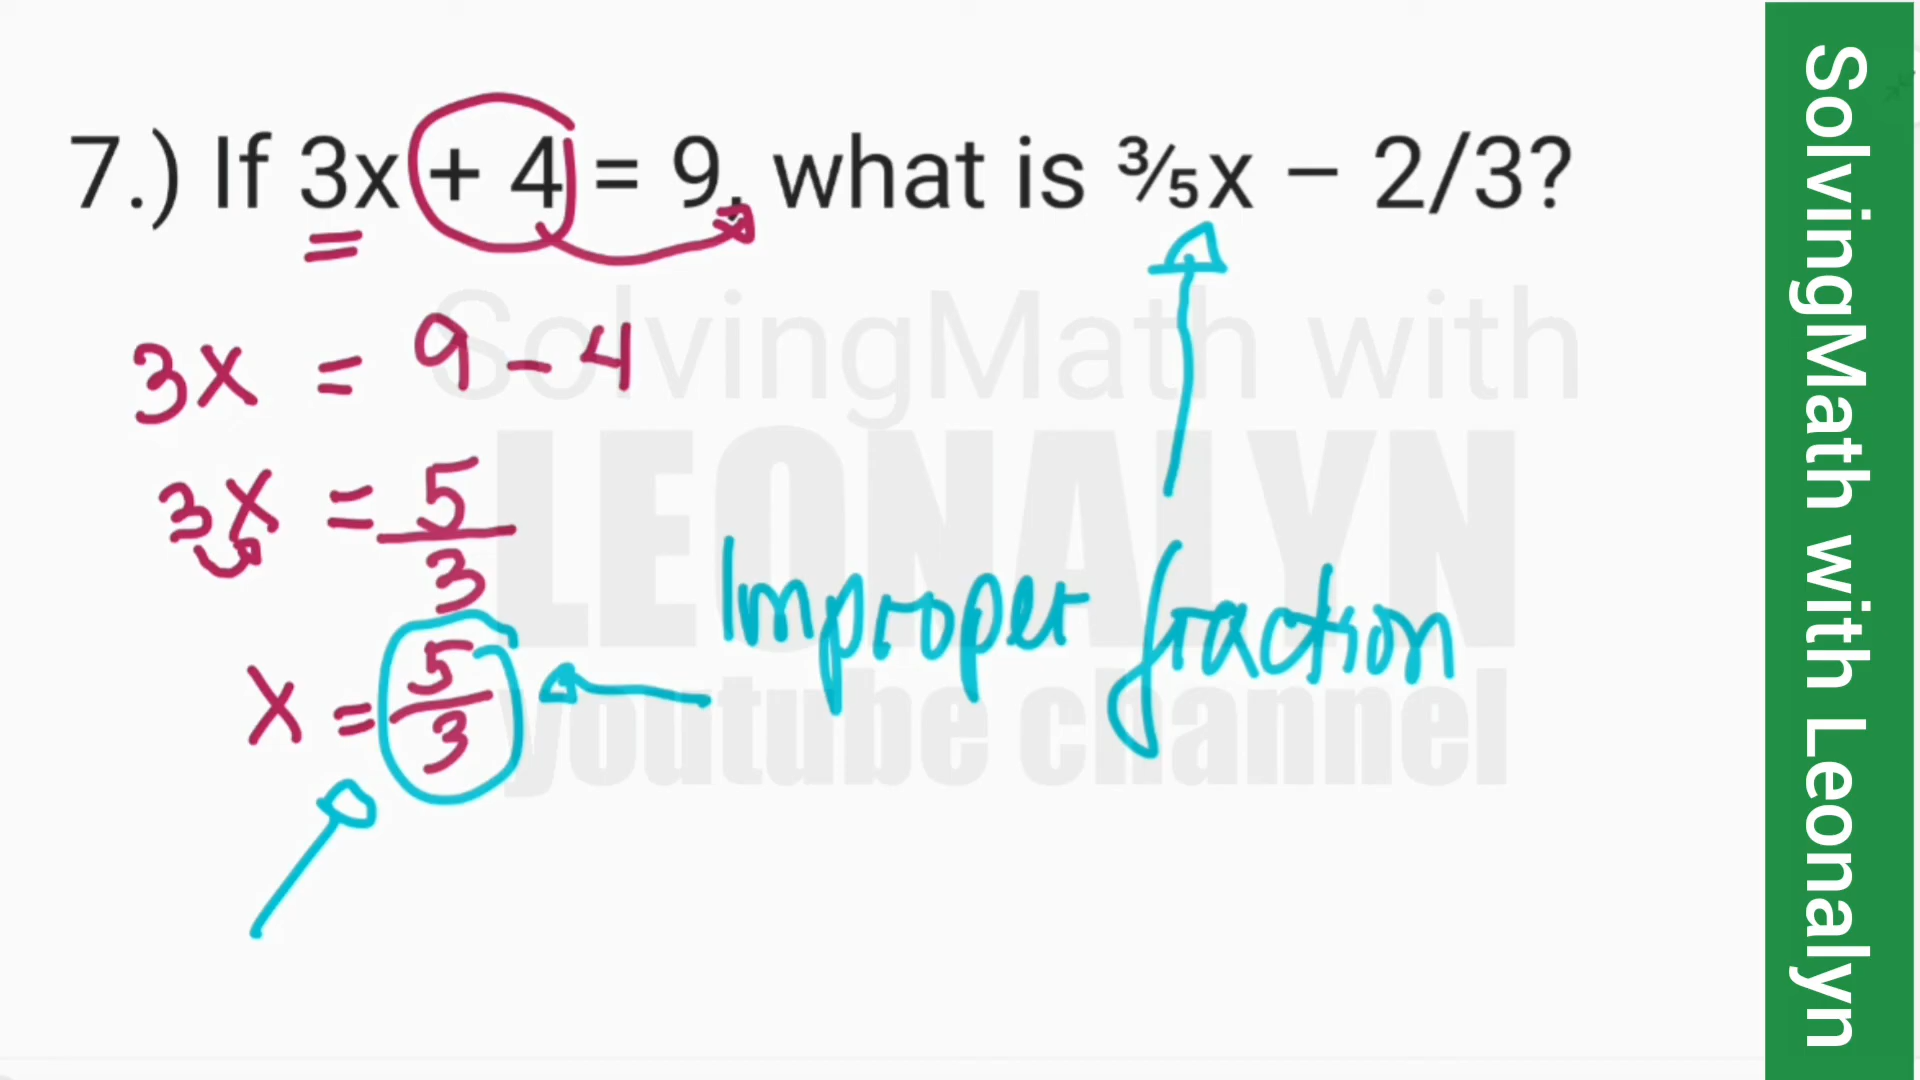 7.) If 3x + 4 = 9, what is ⅗x – 2/3?
3x = 9 - 4
3x = 5/3
x = 5/3
Improper fraction
SolvingMath with
LEONALYN
youtube channel
SolvingMath with Leonalyn